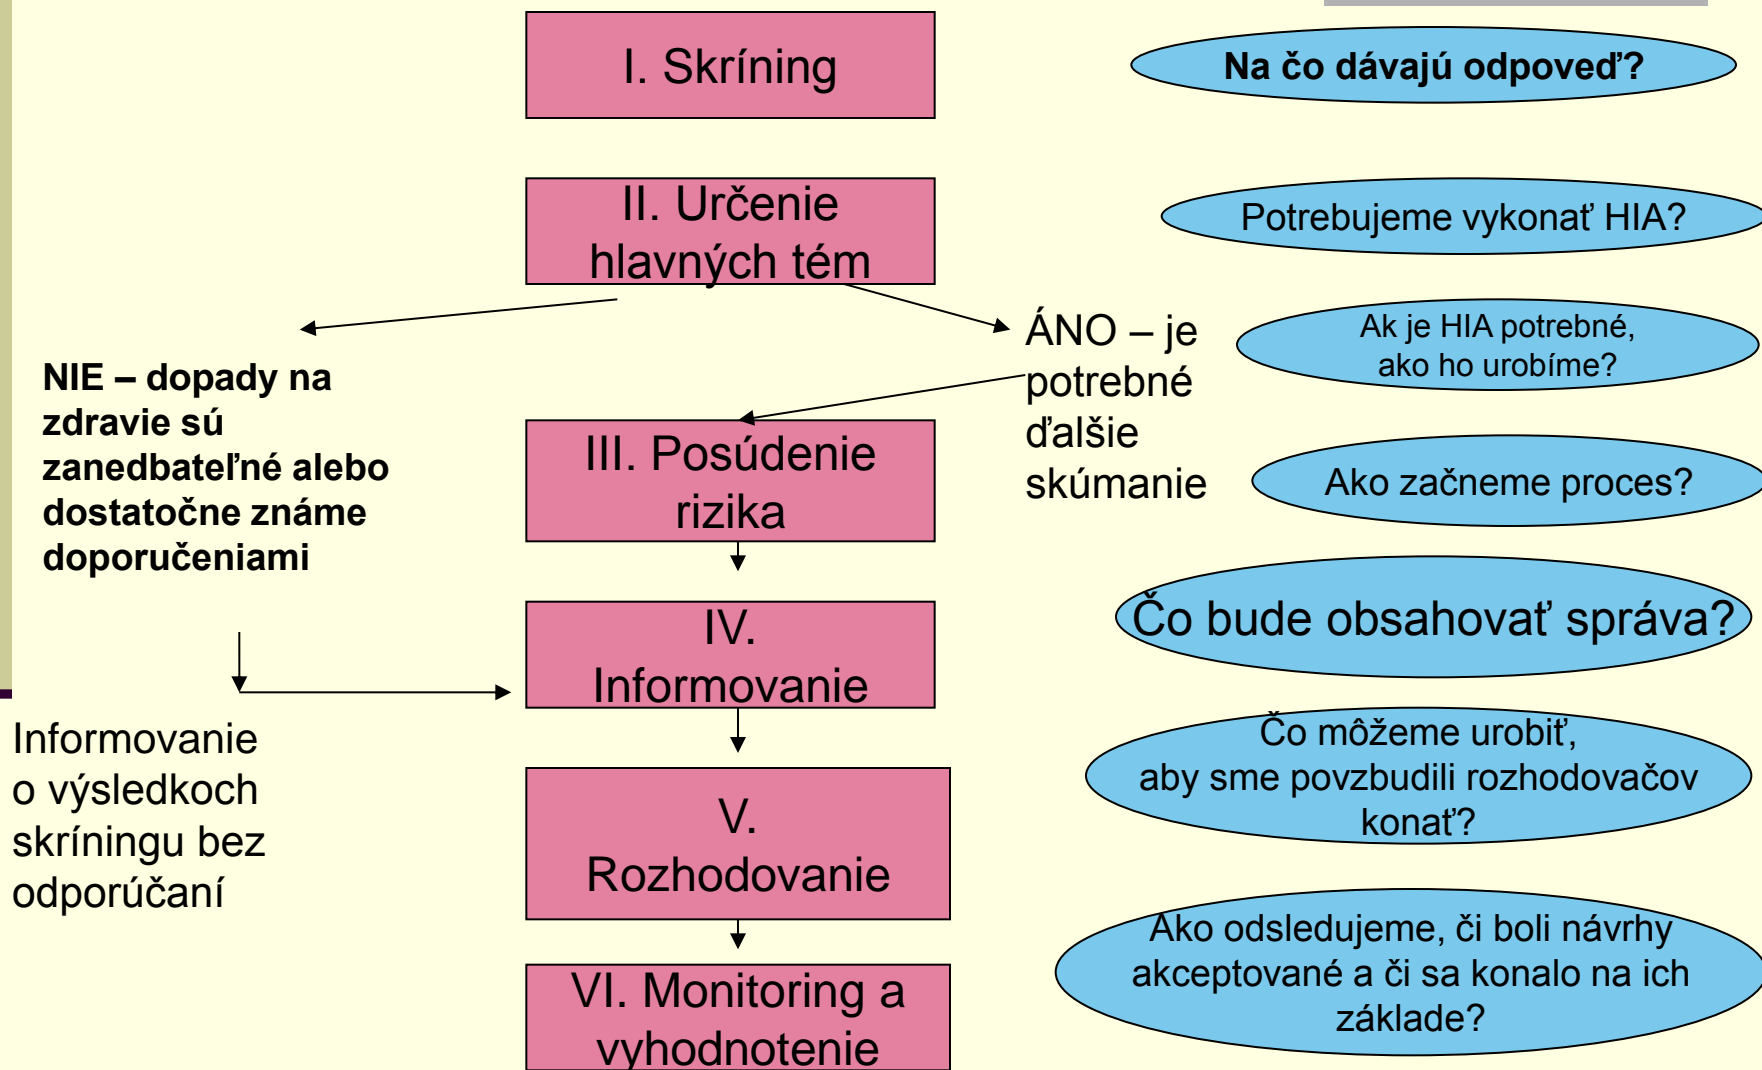 I. Skríning
Na čo dávajú odpoveď?
II. Určenie
hlavných tém
Potrebujeme vykonať HIA?
NIE – dopady na
zdravie sú
zanedbateľné alebo
dostatočne známe
doporučeniami
ÁNO – je
potrebné
ďalšie
skúmanie
Ak je HIA potrebné,
ako ho urobíme?
III. Posúdenie
rizika
Ako začneme proces?
IV.
Informovanie
Čo bude obsahovať správa?
Informovanie
o výsledkoch
skríningu bez
odporúčaní
V.
Rozhodovanie
Čo môžeme urobiť,
aby sme povzbudili rozhodovačov
konať?
VI. Monitoring a
vyhodnotenie
Ako odsledujeme, či boli návrhy
akceptované a či sa konalo na ich
základe?